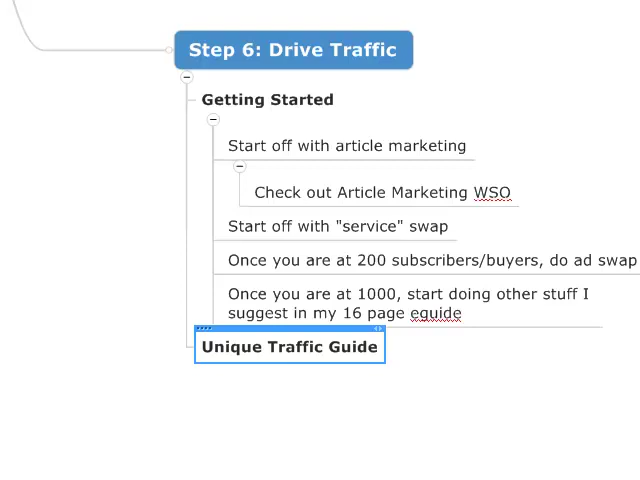 Step 6: Drive Traffic
Getting Started
Start off with article marketing
Check out Article Marketing WSO
Start off with "service" swap
Once you are at 200 subscribers/buyers, do ad swap
Once you are at 1000, start doing other stuff I
suggest in my 16 page eguide
Unique Traffic Guide